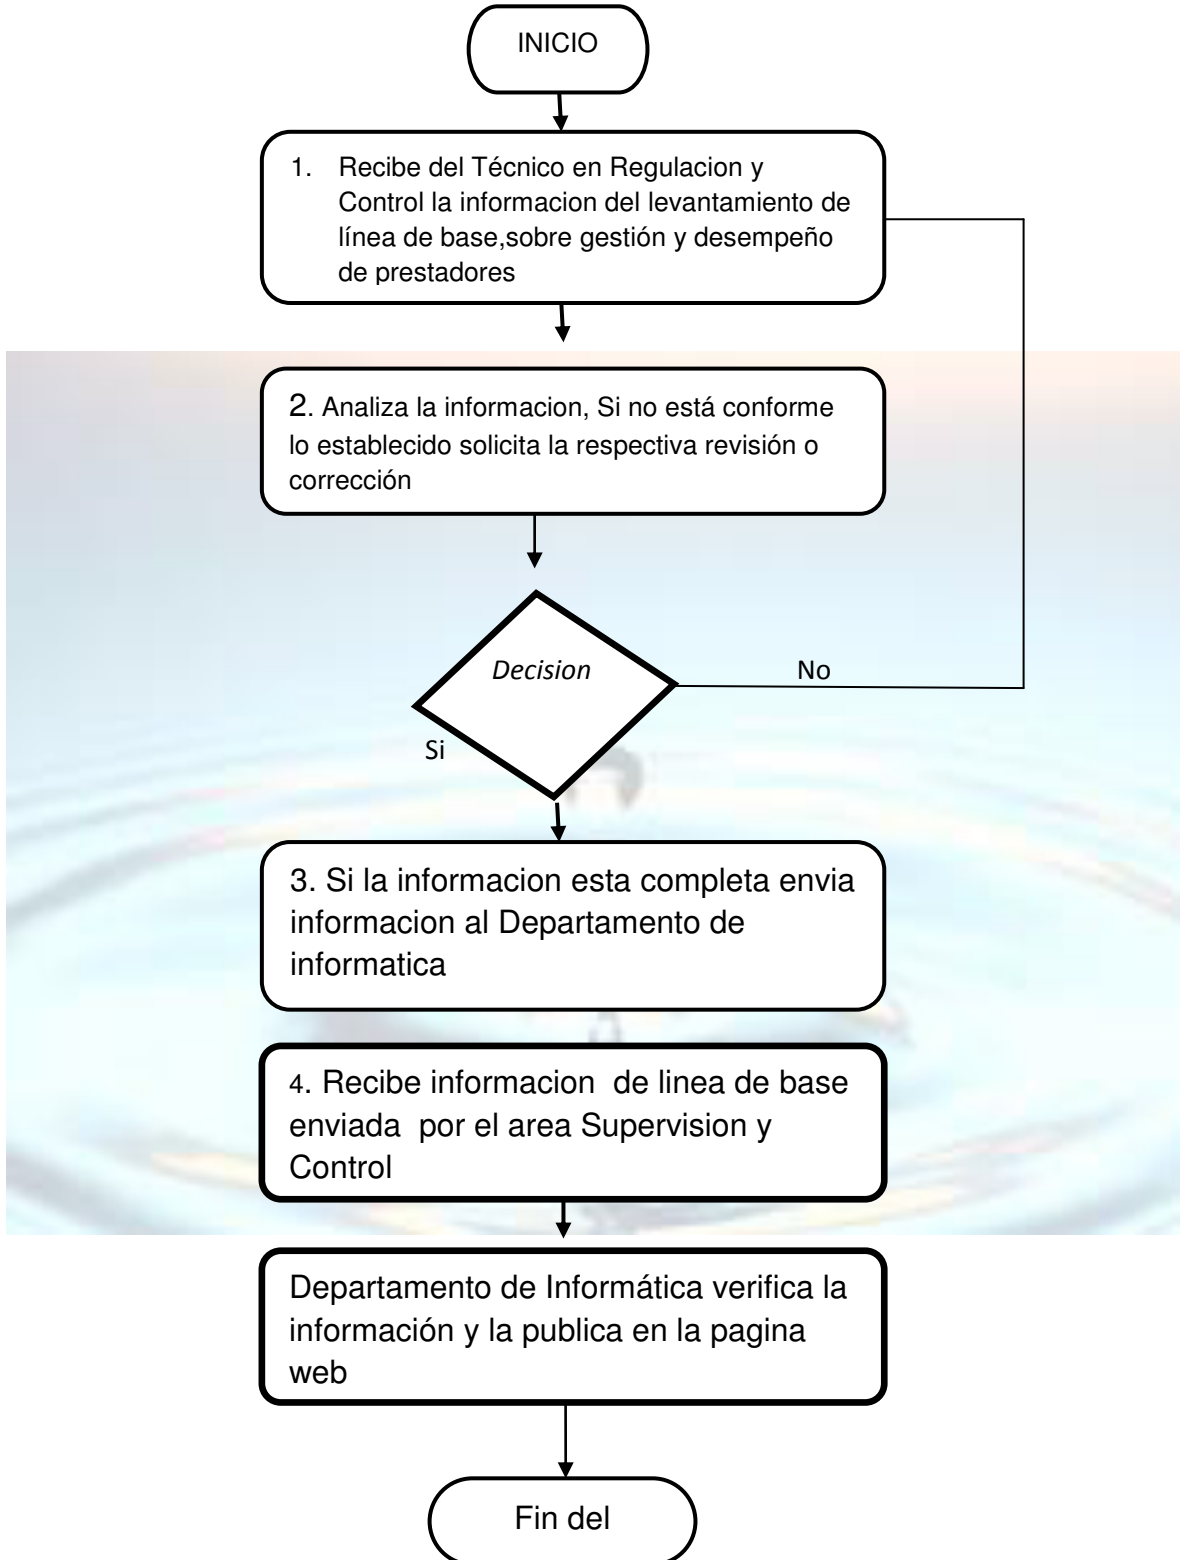 INICIO
1. Recibe del Técnico en Regulacion y
Control la informacion del levantamiento de
línea de base,sobre gestión y desempeño
de prestadores
2. Analiza la informacion, Si no está conforme
lo establecido solicita la respectiva revisión o
corrección
Decision
No
Si
3. Si la informacion esta completa envia
informacion al Departamento de
informatica
4. Recibe informacion de linea de base
enviada por el area Supervision y
Control
Departamento de Informática verifica la
información y la publica en la pagina
web
Fin del